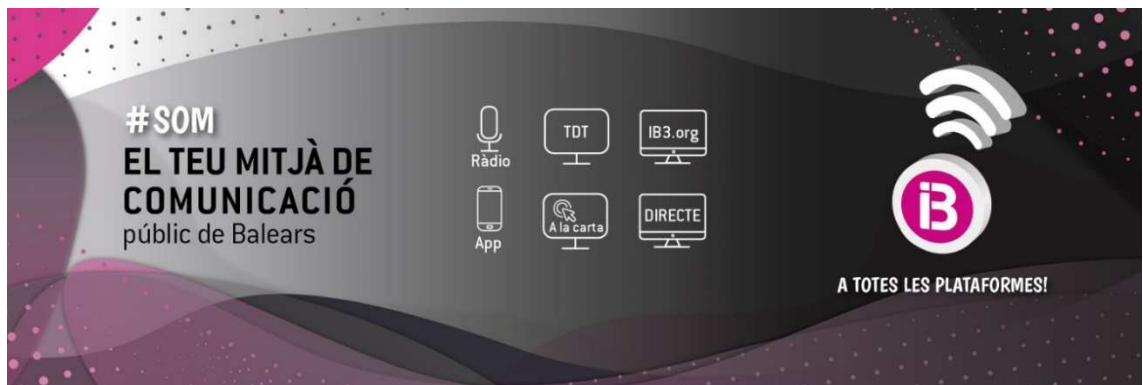 #SOM
EL TEU MITJÀ DE
COMUNICACIÓ
públic de Balears
Ràdio
TDT
IB3.org
App
A la carta
DIRECTE
iB
A TOTES LES PLATAFORMES!